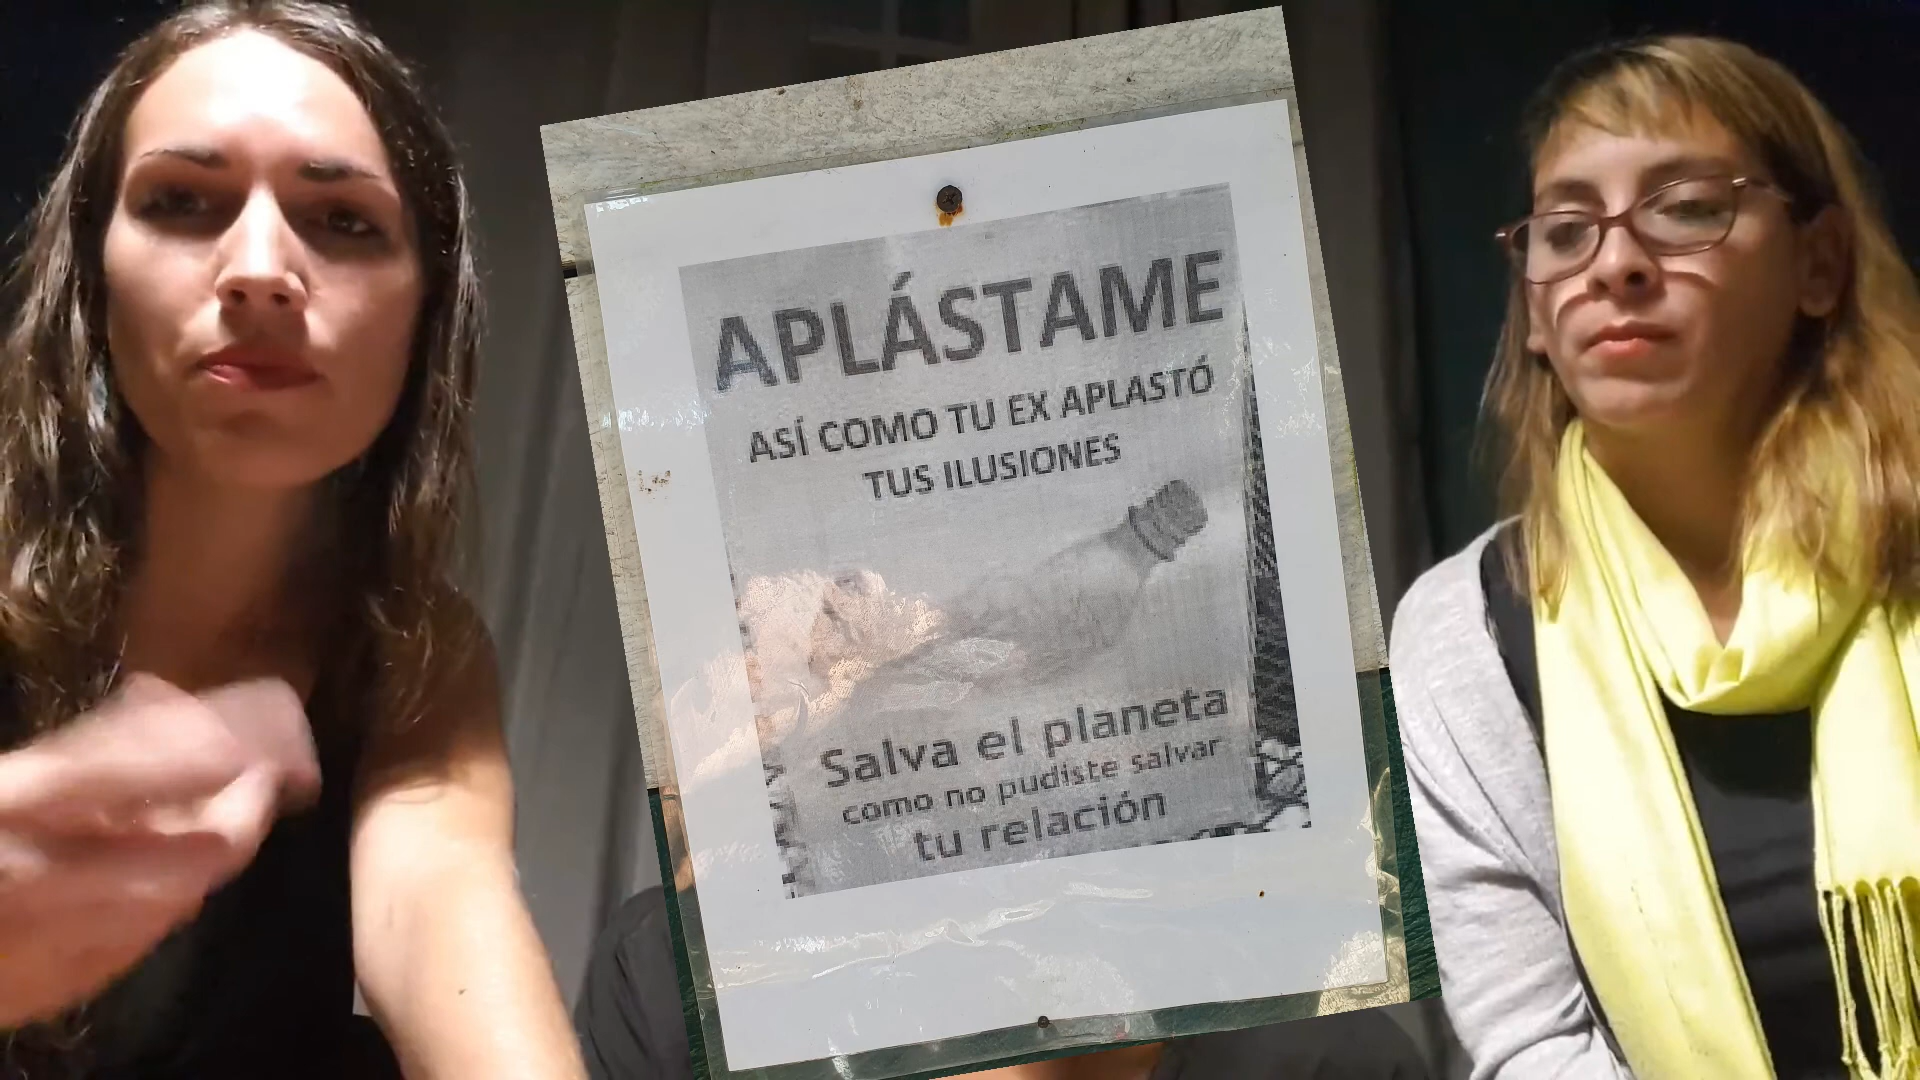 APLÁSTAME
ASÍ COMO TU EX APLASTÓ
TUS ILUSIONES
Salva el planeta
como no pudiste salvar
tu relación